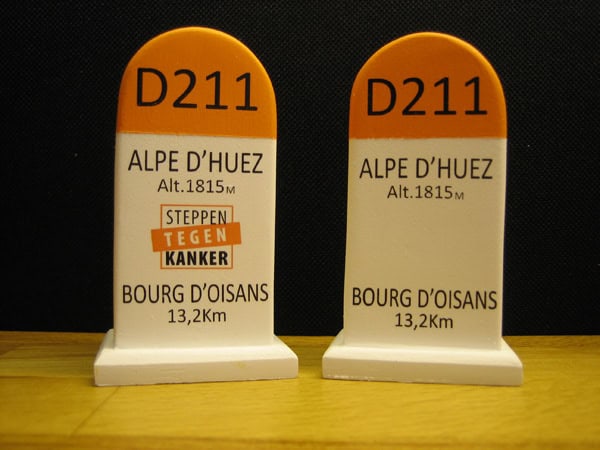 D211
ALPE D'HUEZ
Alt.1815M
STEPPEN
TEGEN
KANKER
BOURG D'OISANS
13,2Km
D211
ALPE D'HUEZ
Alt.1815M
BOURG D'OISANS
13,2Km